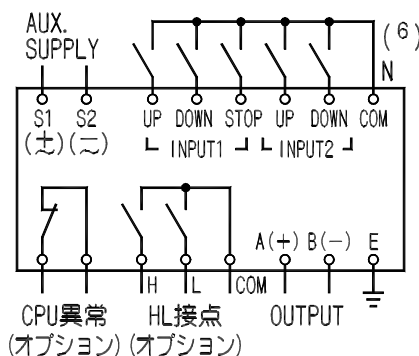 AUX.
SUPPLY
(6)
N
S1 S2 UP DOWN STOP UP DOWN COM
(±) (−)
INPUT1 INPUT2
A(+) B(−) E
H L COM
CPU異常 HL接点 OUTPUT
(オプション) (オプション)